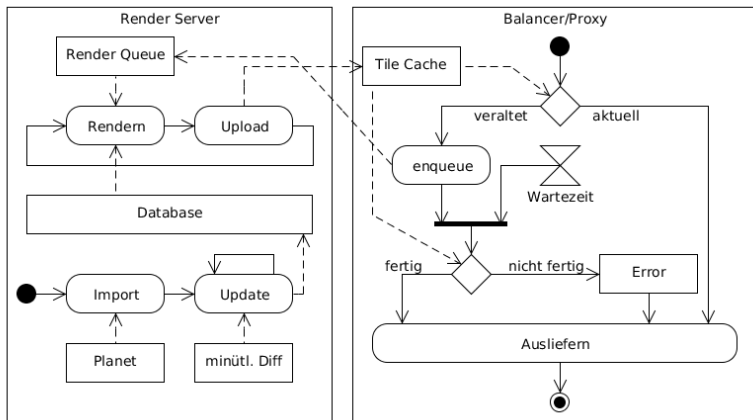 Render Server
Render Queue
Rendern
Upload
Database
Import
Update
Planet
minütl. Diff
Balancer/Proxy
Tile Cache
veraltet
aktuell
enqueue
Wartezeit
fertig
nicht fertig
Error
Ausliefern